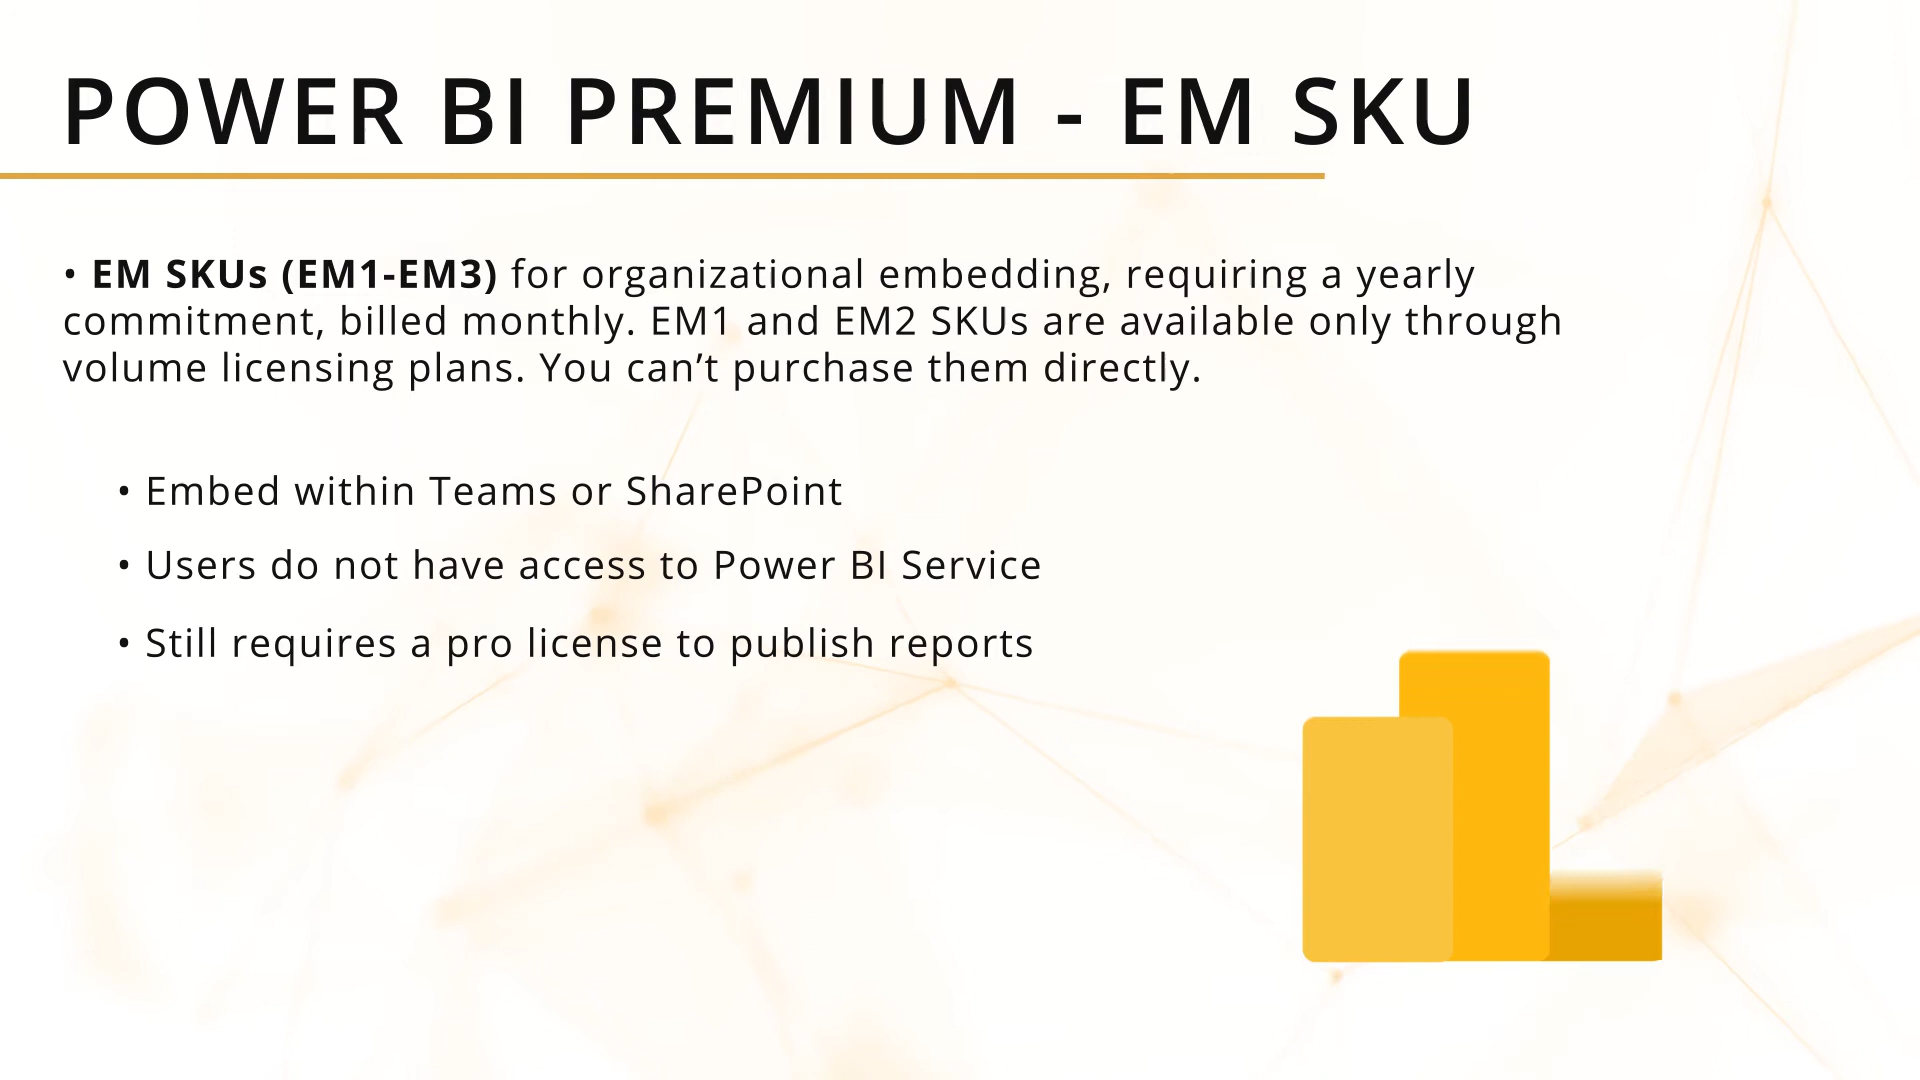 POWER BI PREMIUM - EM SKU
• EM SKUs (EM1-EM3) for organizational embedding, requiring a yearly
commitment, billed monthly. EM1 and EM2 SKUs are available only through
volume licensing plans. You can’t purchase them directly.
• Embed within Teams or SharePoint
• Users do not have access to Power BI Service
• Still requires a pro license to publish reports